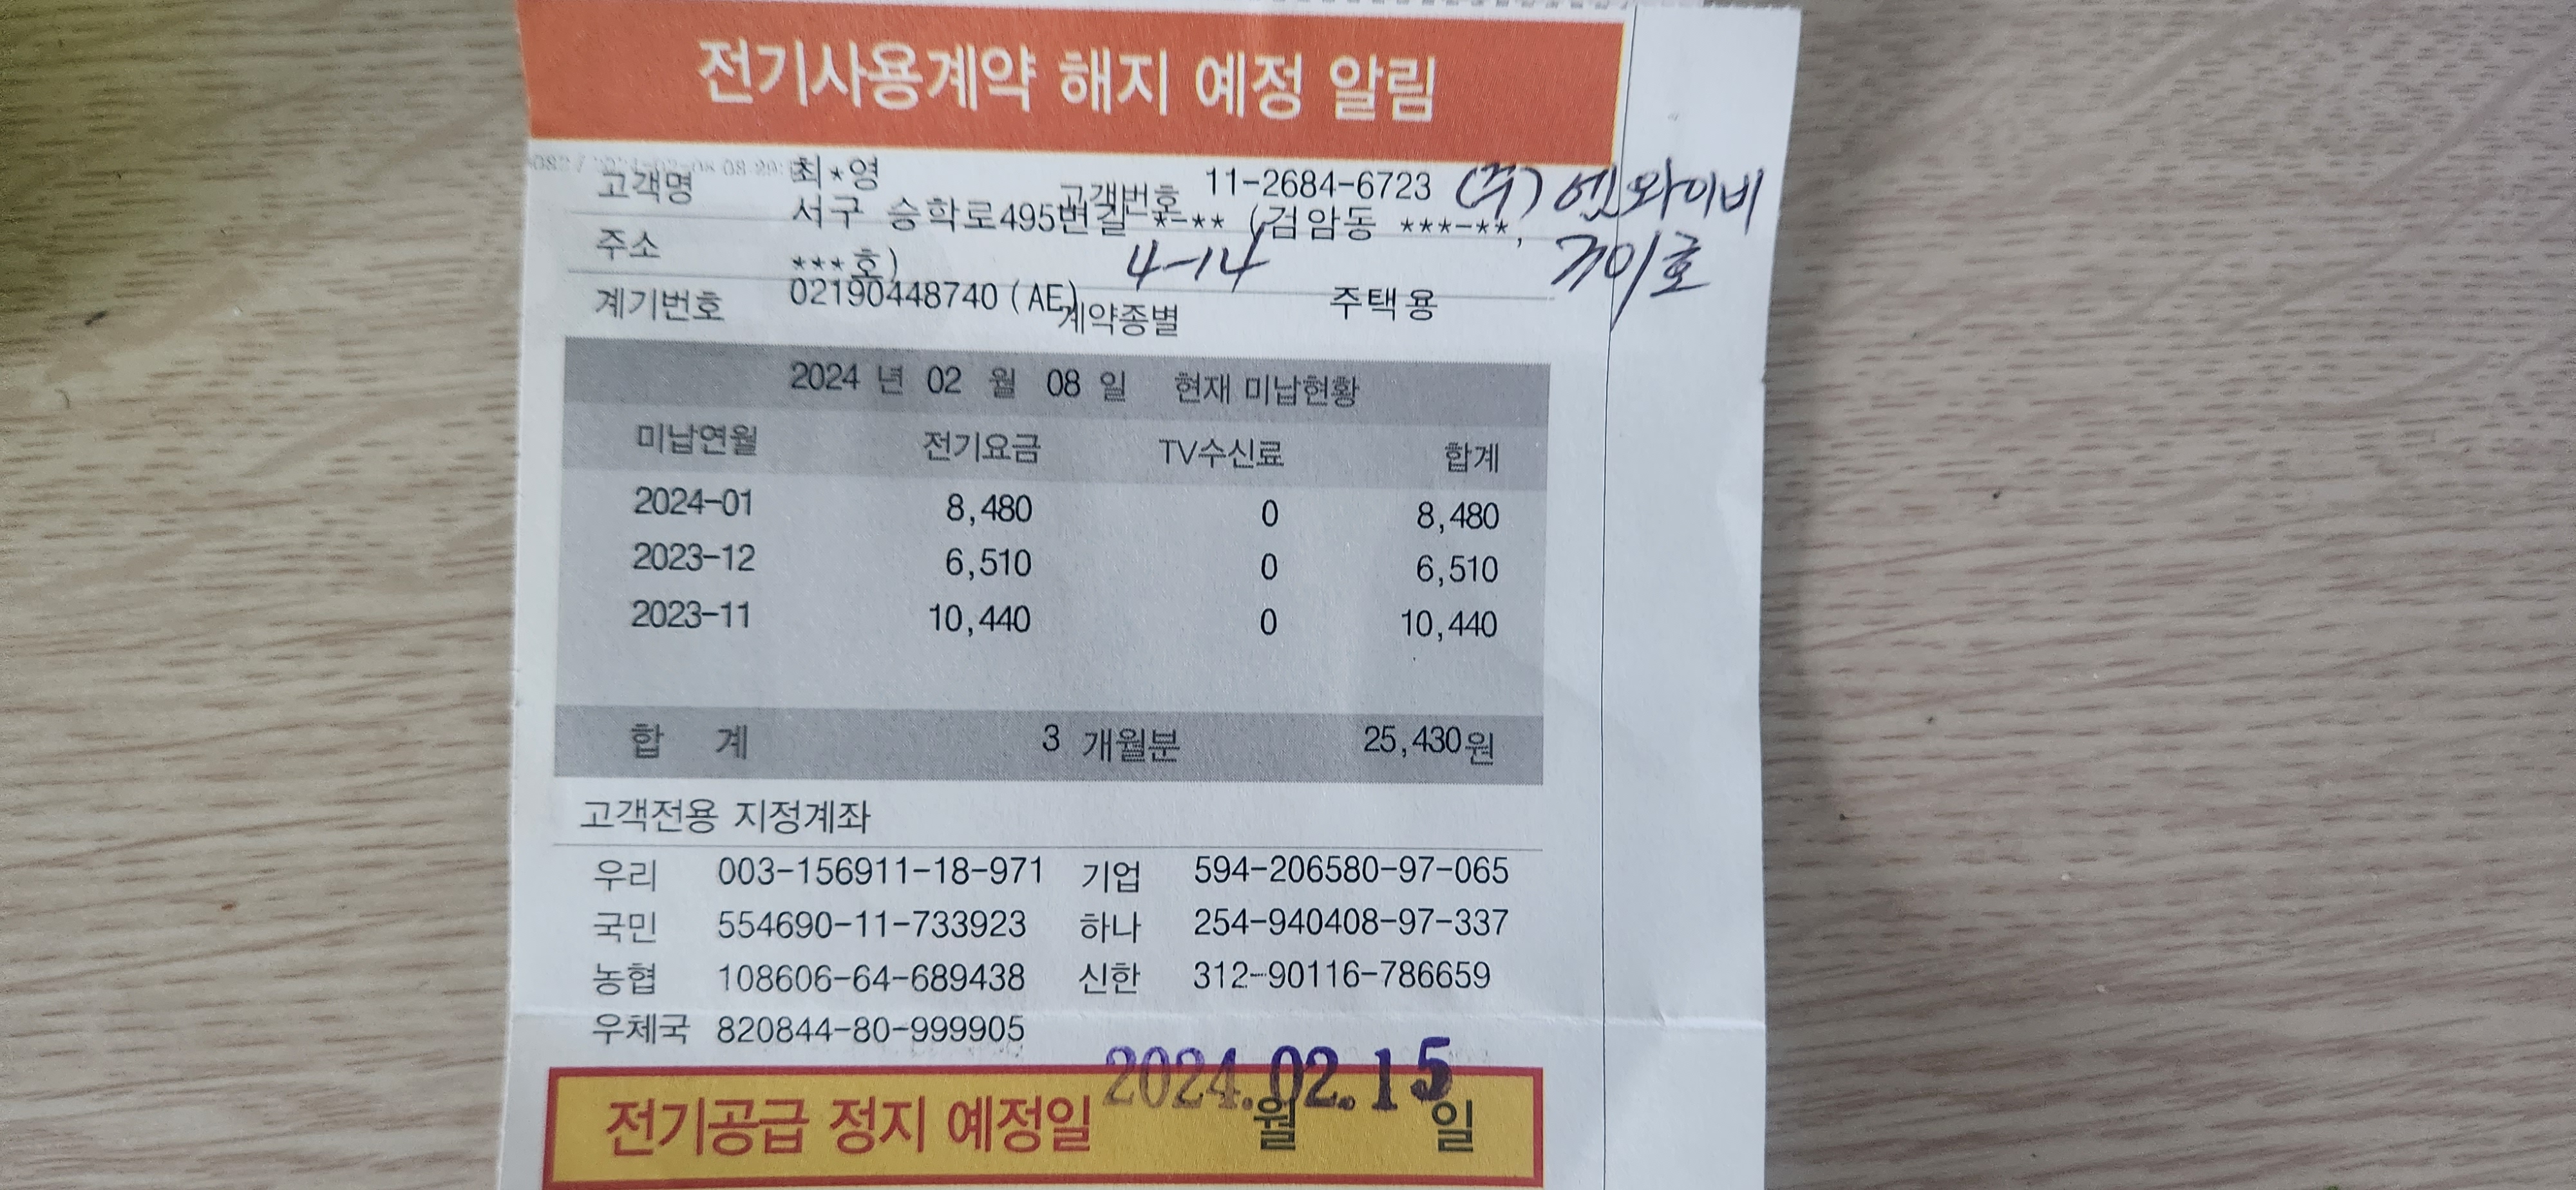 전기사용계약 해지 예정 알림
고객명 최*영 고객번호 11-2684-6723 (주) 엔와이비
주소 서구 승학로495번길 *-** (검암동 ***-**,
***호) 4-14
계기번호 02190448740 (AE) 계약종별 주택용
2024 년 02 월 08 일 현재 미납현황
미납연월 전기요금 TV수신료 합계
2024-01 8,480 0 8,480
2023-12 6,510 0 6,510
2023-11 10,440 0 10,440
합 계 3 개월분 25,430원
고객전용 지정계좌
우리 003-156911-18-971 기업 594-206580-97-065
국민 554690-11-733923 하나 254-940408-97-337
농협 108606-64-689438 신한 312-90116-786659
우체국 820844-80-999905
2024.02.15
전기공급 정지 예정일 월 일